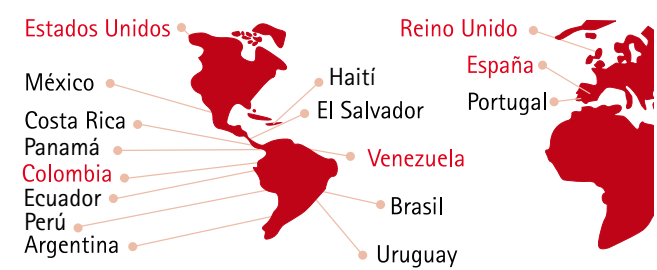 Estados Unidos
México
Costa Rica
Panamá
Colombia
Ecuador
Perú
Argentina
Haití
El Salvador
Venezuela
Brasil
Uruguay
Reino Unido
España
Portugal